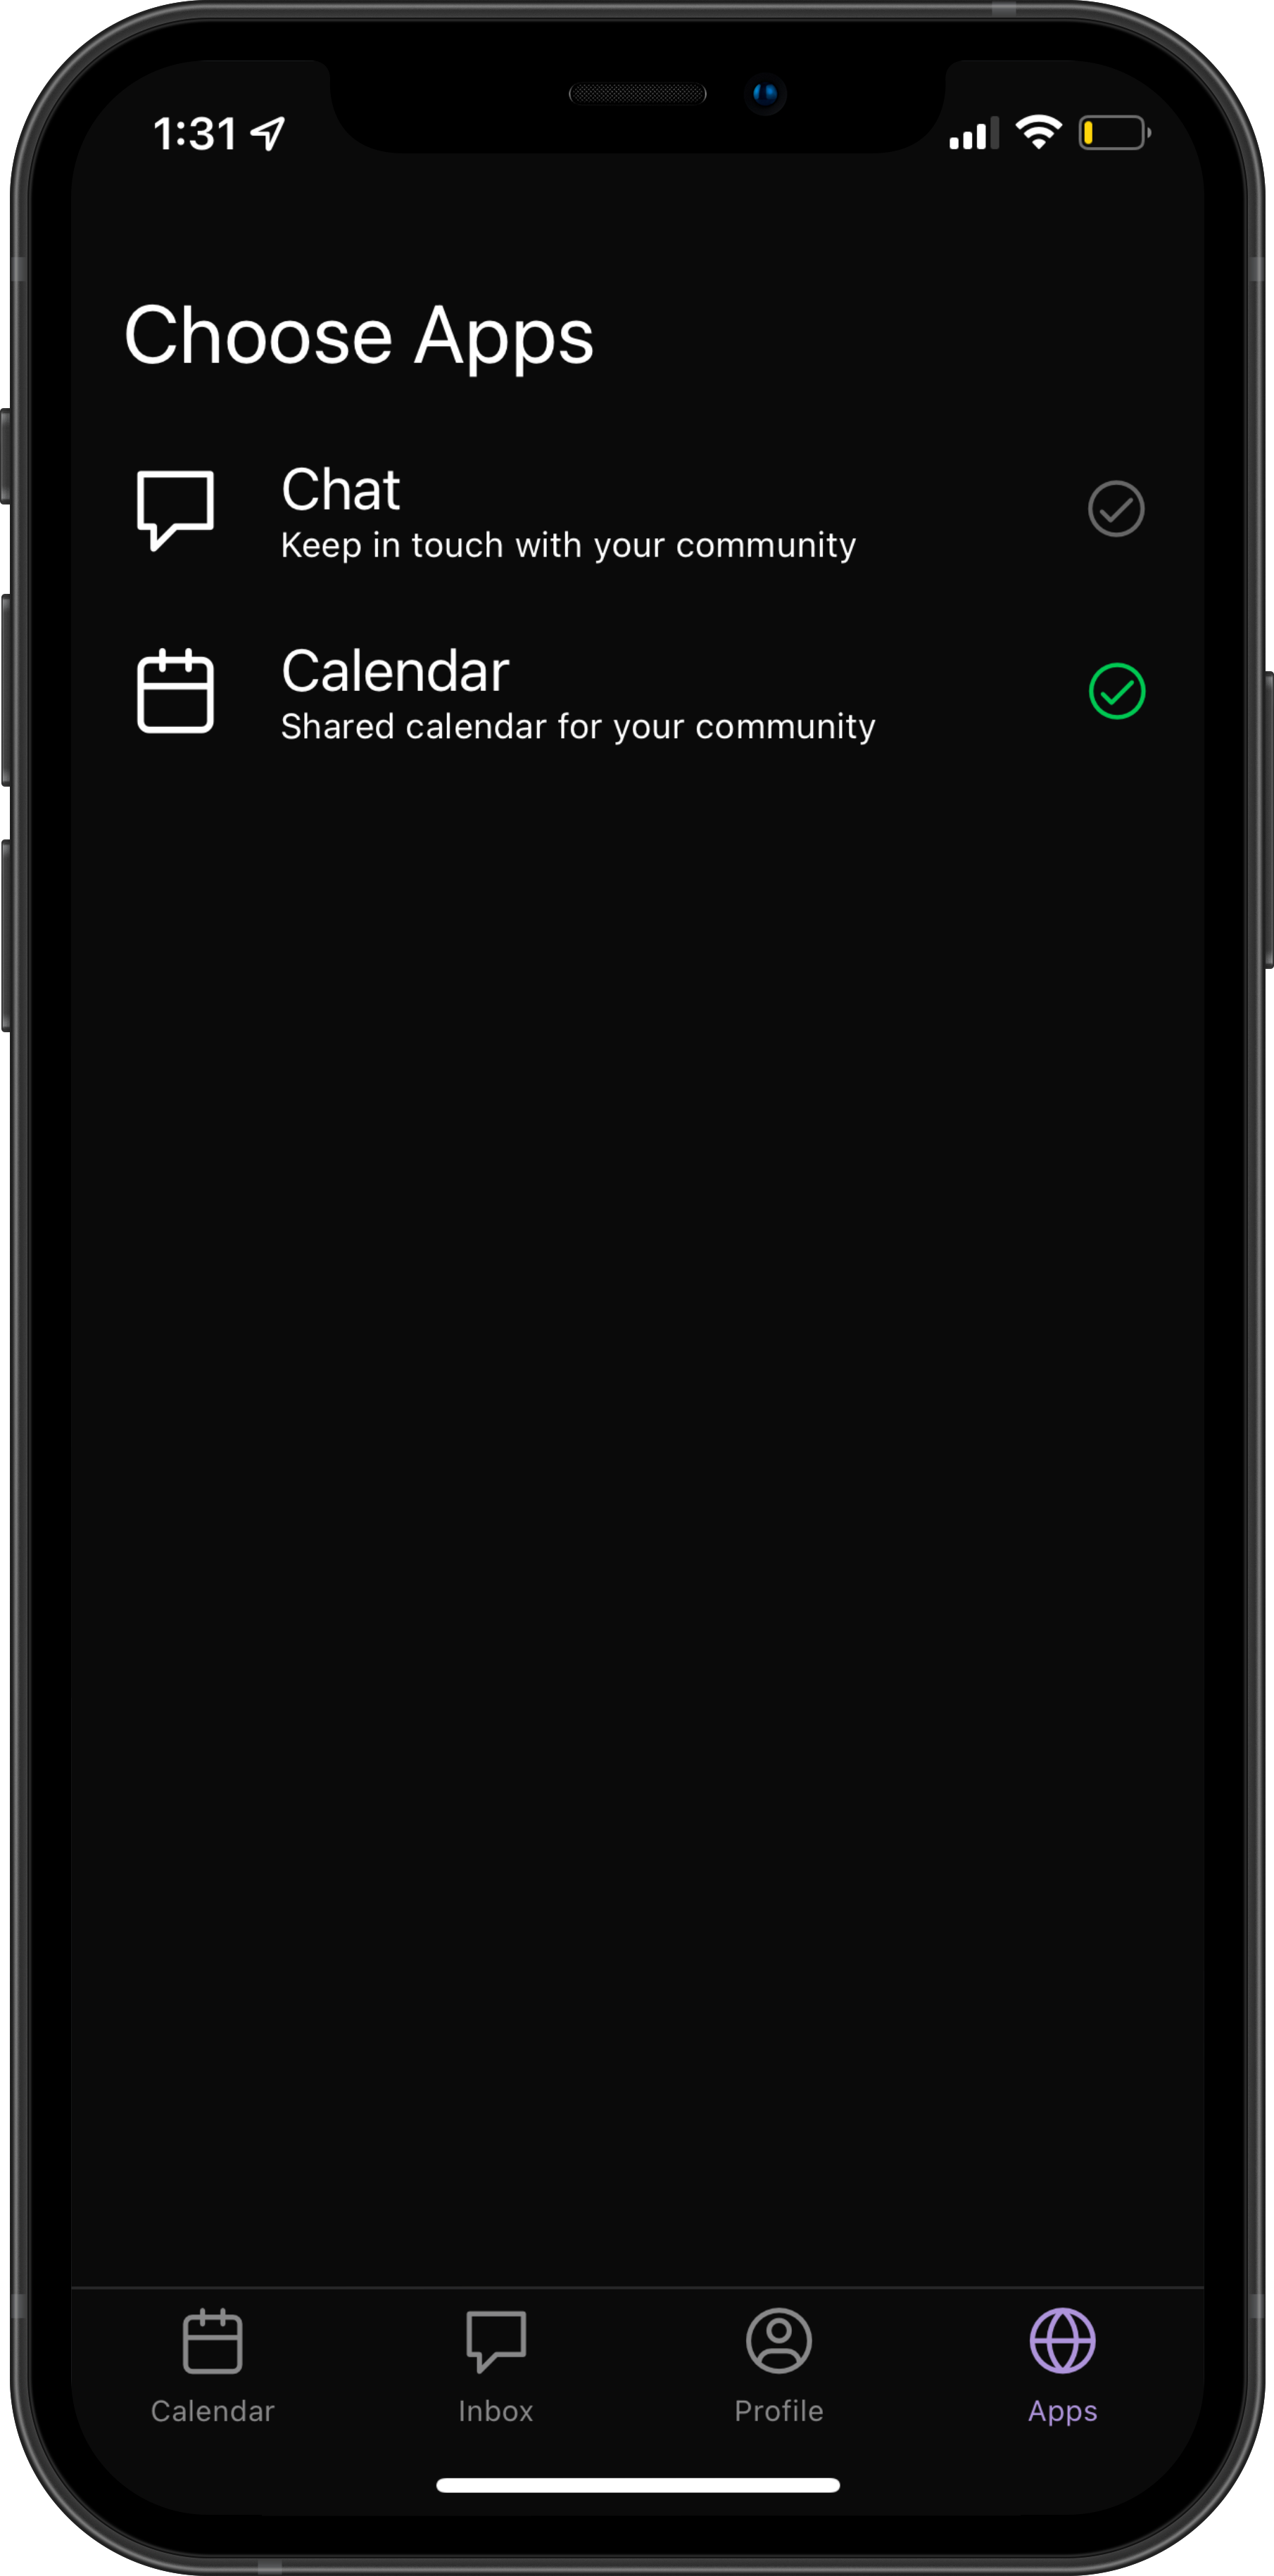 1:31
Choose Apps
Chat
Keep in touch with your community
Calendar
Shared calendar for your community
Calendar Inbox Profile Apps